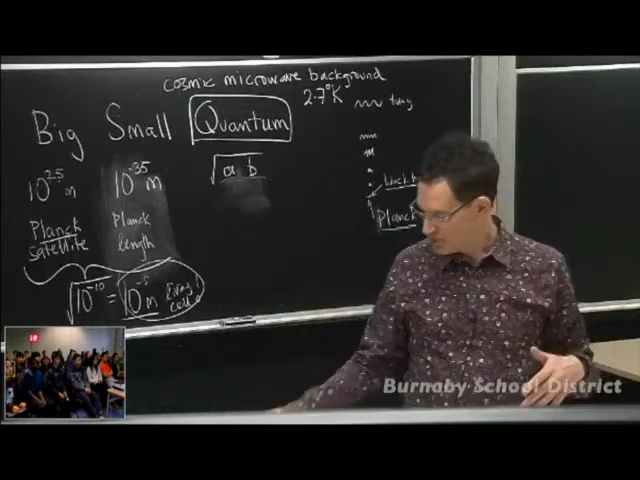 cosmic microwave background
2.7°K
today
Big Small Quantum
10^25 m 10^-35 m √a b
Planck satellite
Planck length
Planck
√10^-10 = 10^-5 m living cell
Burnaby School District